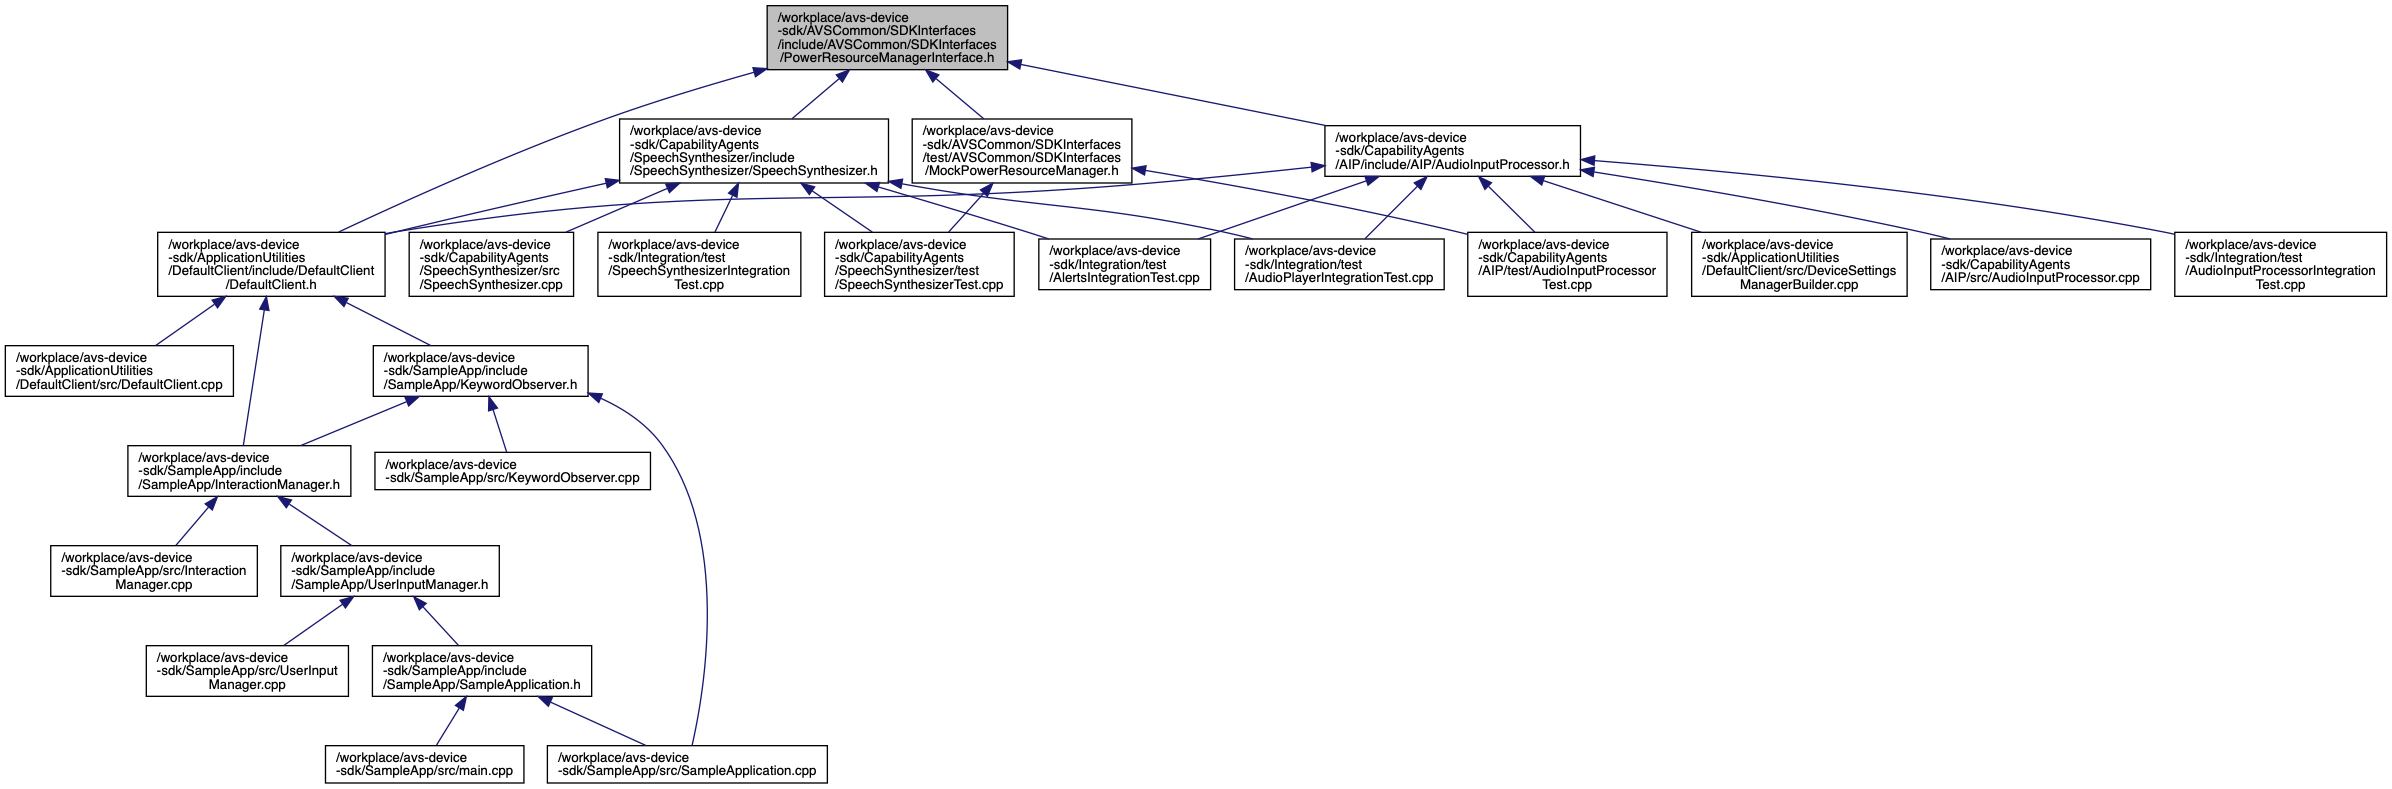 /workplace/avs-device
-sdk/AVSCommon/SDKInterfaces
/include/AVSCommon/SDKInterfaces
/PowerResourceManagerInterface.h
/workplace/avs-device
-sdk/CapabilityAgents
/SpeechSynthesizer/include
/SpeechSynthesizer/SpeechSynthesizer.h
/workplace/avs-device
-sdk/AVSCommon/SDKInterfaces
/test/AVSCommon/SDKInterfaces
/MockPowerResourceManager.h
/workplace/avs-device
-sdk/CapabilityAgents
/AIP/include/AIP/AudioInputProcessor.h
/workplace/avs-device
-sdk/ApplicationUtilities
/DefaultClient/include/DefaultClient
/DefaultClient.h
/workplace/avs-device
-sdk/CapabilityAgents
/SpeechSynthesizer/src
/SpeechSynthesizer.cpp
/workplace/avs-device
-sdk/Integration/test
/SpeechSynthesizerIntegration
Test.cpp
/workplace/avs-device
-sdk/CapabilityAgents
/SpeechSynthesizer/test
/SpeechSynthesizerTest.cpp
/workplace/avs-device
-sdk/Integration/test
/AlertsIntegrationTest.cpp
/workplace/avs-device
-sdk/Integration/test
/AudioPlayerIntegrationTest.cpp
/workplace/avs-device
-sdk/CapabilityAgents
/AIP/test/AudioInputProcessor
Test.cpp
/workplace/avs-device
-sdk/ApplicationUtilities
/DefaultClient/src/DeviceSettings
ManagerBuilder.cpp
/workplace/avs-device
-sdk/CapabilityAgents
/AIP/src/AudioInputProcessor.cpp
/workplace/avs-device
-sdk/Integration/test
/AudioInputProcessorIntegration
Test.cpp
/workplace/avs-device
-sdk/ApplicationUtilities
/DefaultClient/src/DefaultClient.cpp
/workplace/avs-device
-sdk/SampleApp/include
/SampleApp/KeywordObserver.h
/workplace/avs-device
-sdk/SampleApp/include
/SampleApp/InteractionManager.h
/workplace/avs-device
-sdk/SampleApp/src/KeywordObserver.cpp
/workplace/avs-device
-sdk/SampleApp/src/Interaction
Manager.cpp
/workplace/avs-device
-sdk/SampleApp/include
/SampleApp/UserInputManager.h
/workplace/avs-device
-sdk/SampleApp/src/UserInput
Manager.cpp
/workplace/avs-device
-sdk/SampleApp/include
/SampleApp/SampleApplication.h
/workplace/avs-device
-sdk/SampleApp/src/main.cpp
/workplace/avs-device
-sdk/SampleApp/src/SampleApplication.cpp